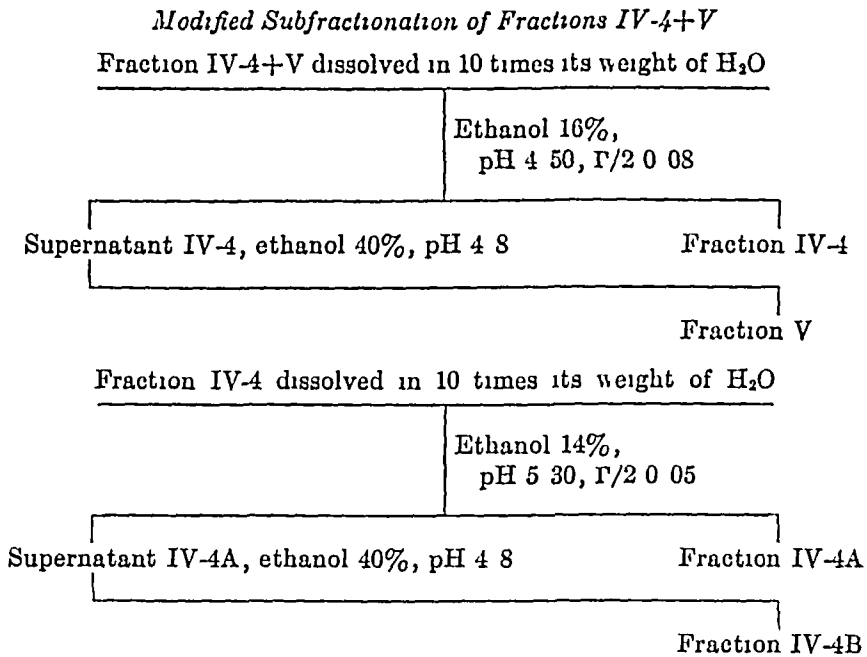 Modified Subfractionation of Fractions IV-4+V
Fraction IV-4+V dissolved in 10 times its weight of H₂O
Ethanol 16%,
pH 4 50, Γ/2 0 08
Supernatant IV-4, ethanol 40%, pH 4 8 Fraction IV-4
Fraction V
Fraction IV-4 dissolved in 10 times its weight of H₂O
Ethanol 14%,
pH 5 30, Γ/2 0 05
Supernatant IV-4A, ethanol 40%, pH 4 8 Fraction IV-4A
Fraction IV-4B